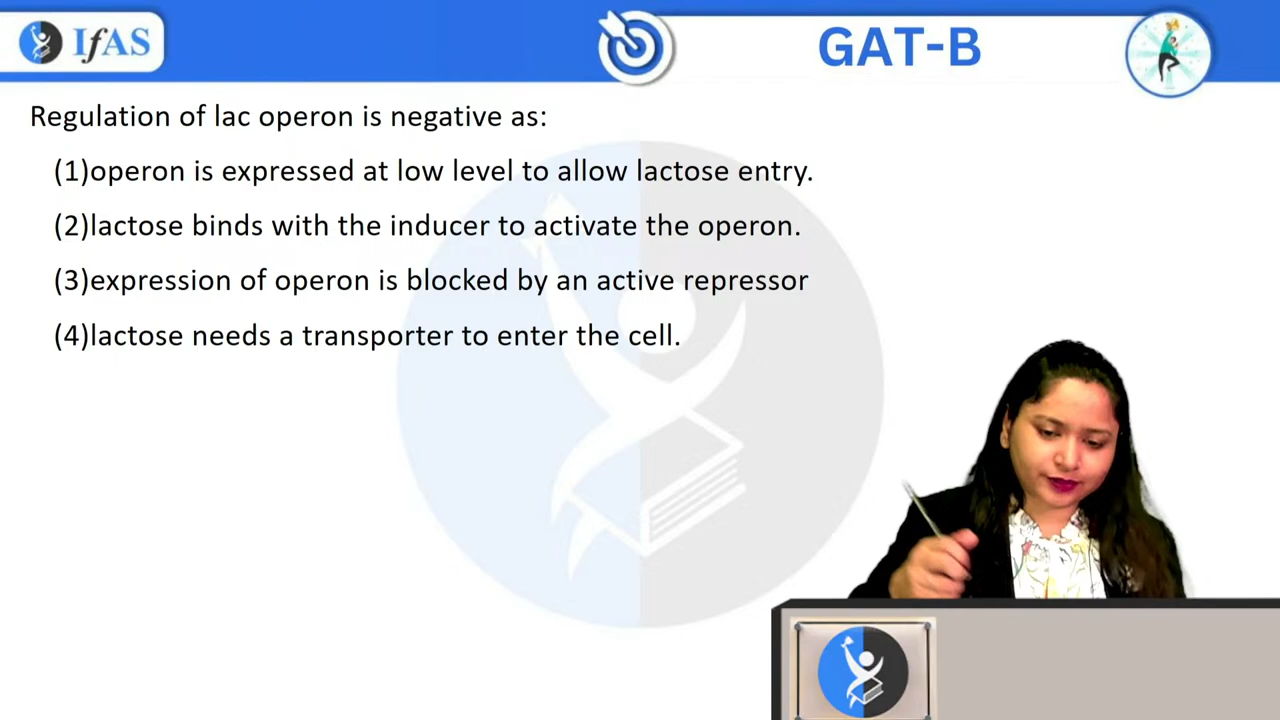 IfAS
GAT-B
Regulation of lac operon is negative as:
(1)operon is expressed at low level to allow lactose entry.
(2)lactose binds with the inducer to activate the operon.
(3)expression of operon is blocked by an active repressor
(4)lactose needs a transporter to enter the cell.